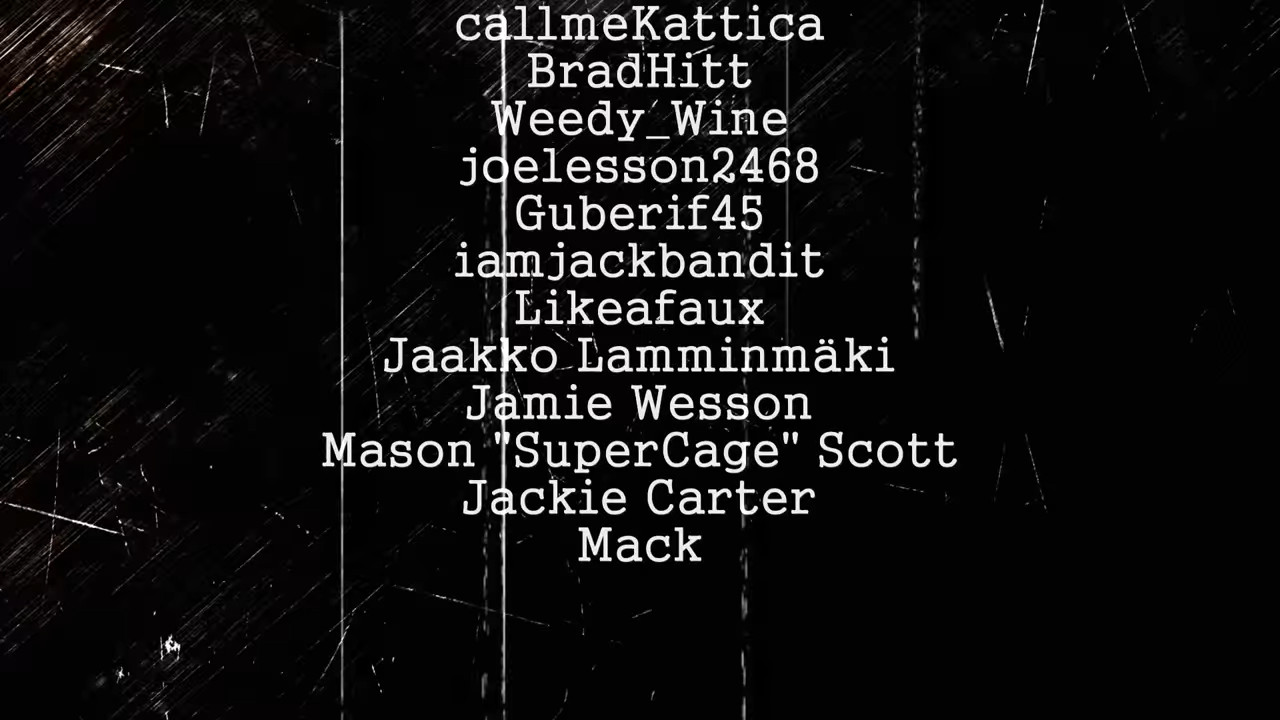 callmeKattica
BradHitt
Weedy_Wine
joelesson2468
Guberif45
iamjackbandit
Likeafaux
Jaakko Lamminmäki
Jamie Wesson
Mason "SuperCage" Scott
Jackie Carter
Mack